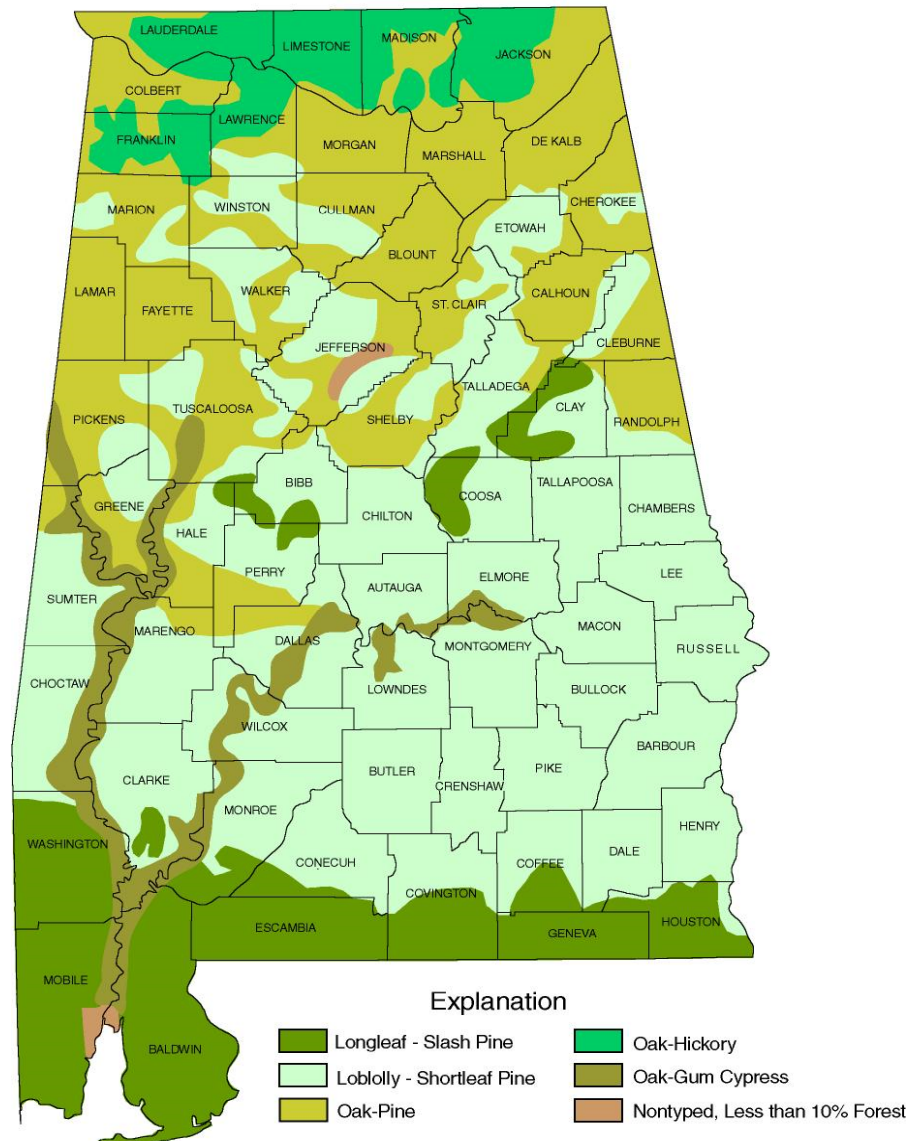 LAUDERDALE
LIMESTONE
MADISON
JACKSON
COLBERT
LAWRENCE
FRANKLIN
MORGAN
MARSHALL
DE KALB
MARION
WINSTON
CULLMAN
ETOWAH
CHEROKEE
BLOUNT
LAMAR
FAYETTE
WALKER
ST. CLAIR
CALHOUN
JEFFERSON
CLEBURNE
PICKENS
TUSCALOOSA
SHELBY
TALLADEGA
CLAY
RANDOLPH
GREENE
HALE
BIBB
CHILTON
COOSA
TALLAPOOSA
CHAMBERS
SUMTER
PERRY
AUTAUGA
ELMORE
LEE
MARENGO
DALLAS
MACON
MONTGOMERY
RUSSELL
CHOCTAW
LOWNDES
BULLOCK
WILCOX
BARBOUR
CLARKE
BUTLER
CRENSHAW
PIKE
MONROE
HENRY
WASHINGTON
CONECUH
COFFEE
DALE
COVINGTON
ESCAMBIA
GENEVA
HOUSTON
MOBILE
BALDWIN
Explanation
Longleaf - Slash Pine
Loblolly - Shortleaf Pine
Oak-Pine
Oak-Hickory
Oak-Gum Cypress
Nontyped, Less than 10% Forest